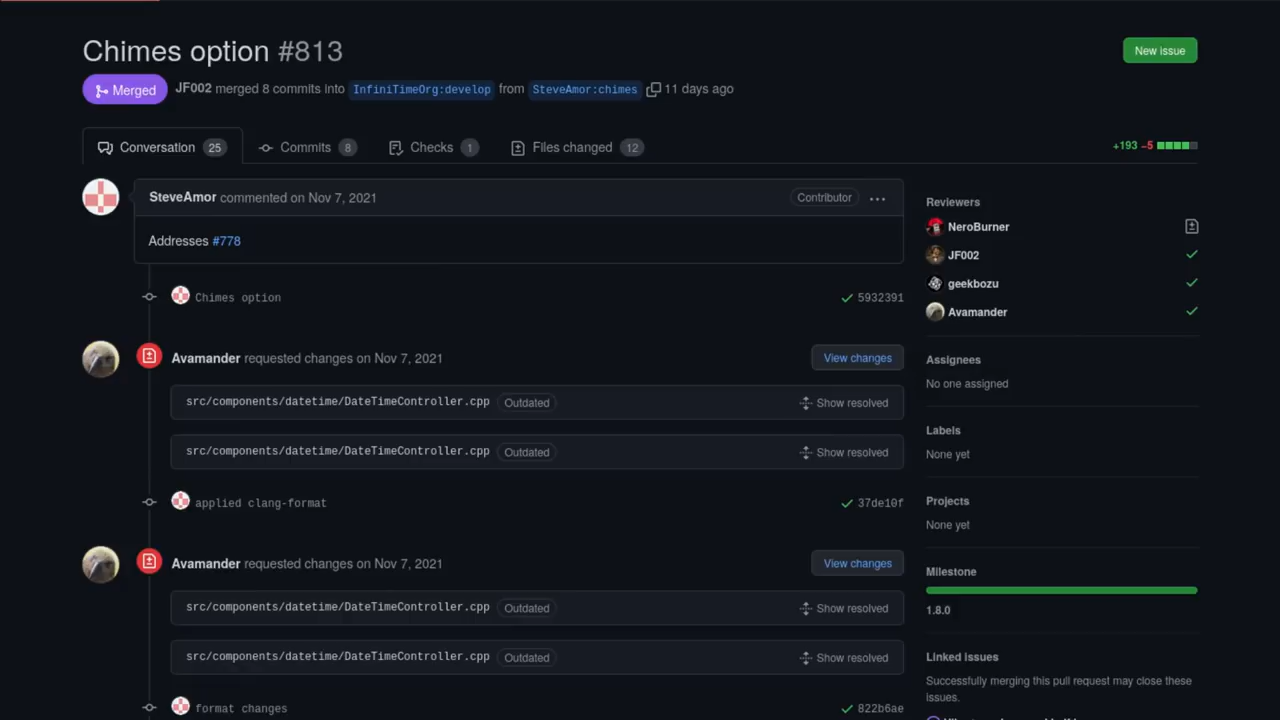 Chimes option #813
New issue
Merged
JF002 merged 8 commits into InfiniTimeOrg:develop from SteveAmor:chimes 11 days ago
Conversation 25
Commits 8
Checks 1
Files changed 12
+193 −5
SteveAmor commented on Nov 7, 2021
Contributor
Addresses #778
Chimes option
5932391
Avamander requested changes on Nov 7, 2021
View changes
src/components/datetime/DateTimeController.cpp Outdated
Show resolved
src/components/datetime/DateTimeController.cpp Outdated
Show resolved
applied clang-format
37de10f
Avamander requested changes on Nov 7, 2021
View changes
src/components/datetime/DateTimeController.cpp Outdated
Show resolved
src/components/datetime/DateTimeController.cpp Outdated
Show resolved
format changes
822b6ae
Reviewers
NeroBurner
JF002
geekbozu
Avamander
Assignees
No one assigned
Labels
None yet
Projects
None yet
Milestone
1.8.0
Linked issues
Successfully merging this pull request may close these
issues.